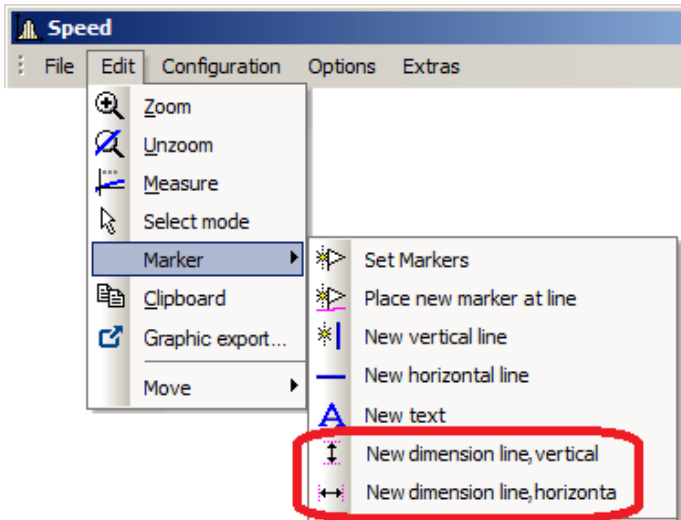 Speed
File Edit Configuration Options Extras
Zoom
Unzoom
Measure
Select mode
Marker
Clipboard
Graphic export...
Move
Set Markers
Place new marker at line
New vertical line
New horizontal line
New text
New dimension line,vertical
New dimension line,horizonta